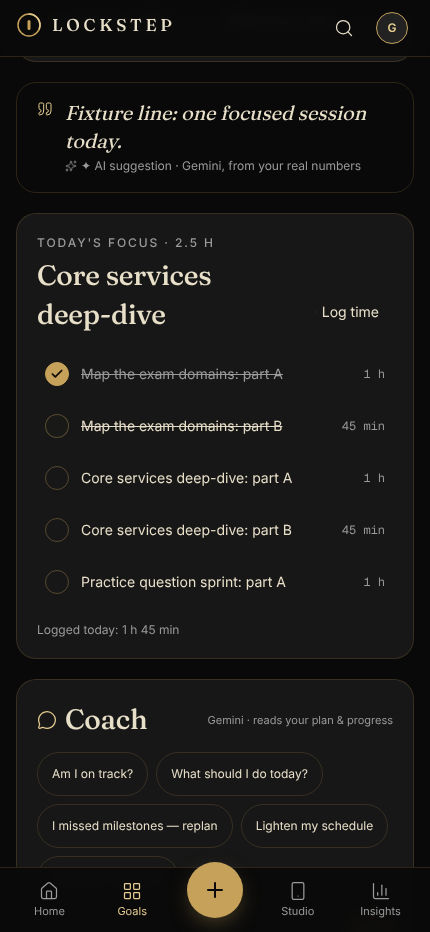 LOCKSTEP
G
Fixture line: one focused session
today.
✦ AI suggestion · Gemini, from your real numbers
TODAY'S FOCUS · 2.5 H
Core services
deep-dive
Log time
Map the exam domains: part A 1 h
Map the exam domains: part B 45 min
Core services deep-dive: part A 1 h
Core services deep-dive: part B 45 min
Practice question sprint: part A 1 h
Logged today: 1 h 45 min
Coach
Gemini · reads your plan & progress
Am I on track? What should I do today?
I missed milestones — replan Lighten my schedule
Home Goals Studio Insights